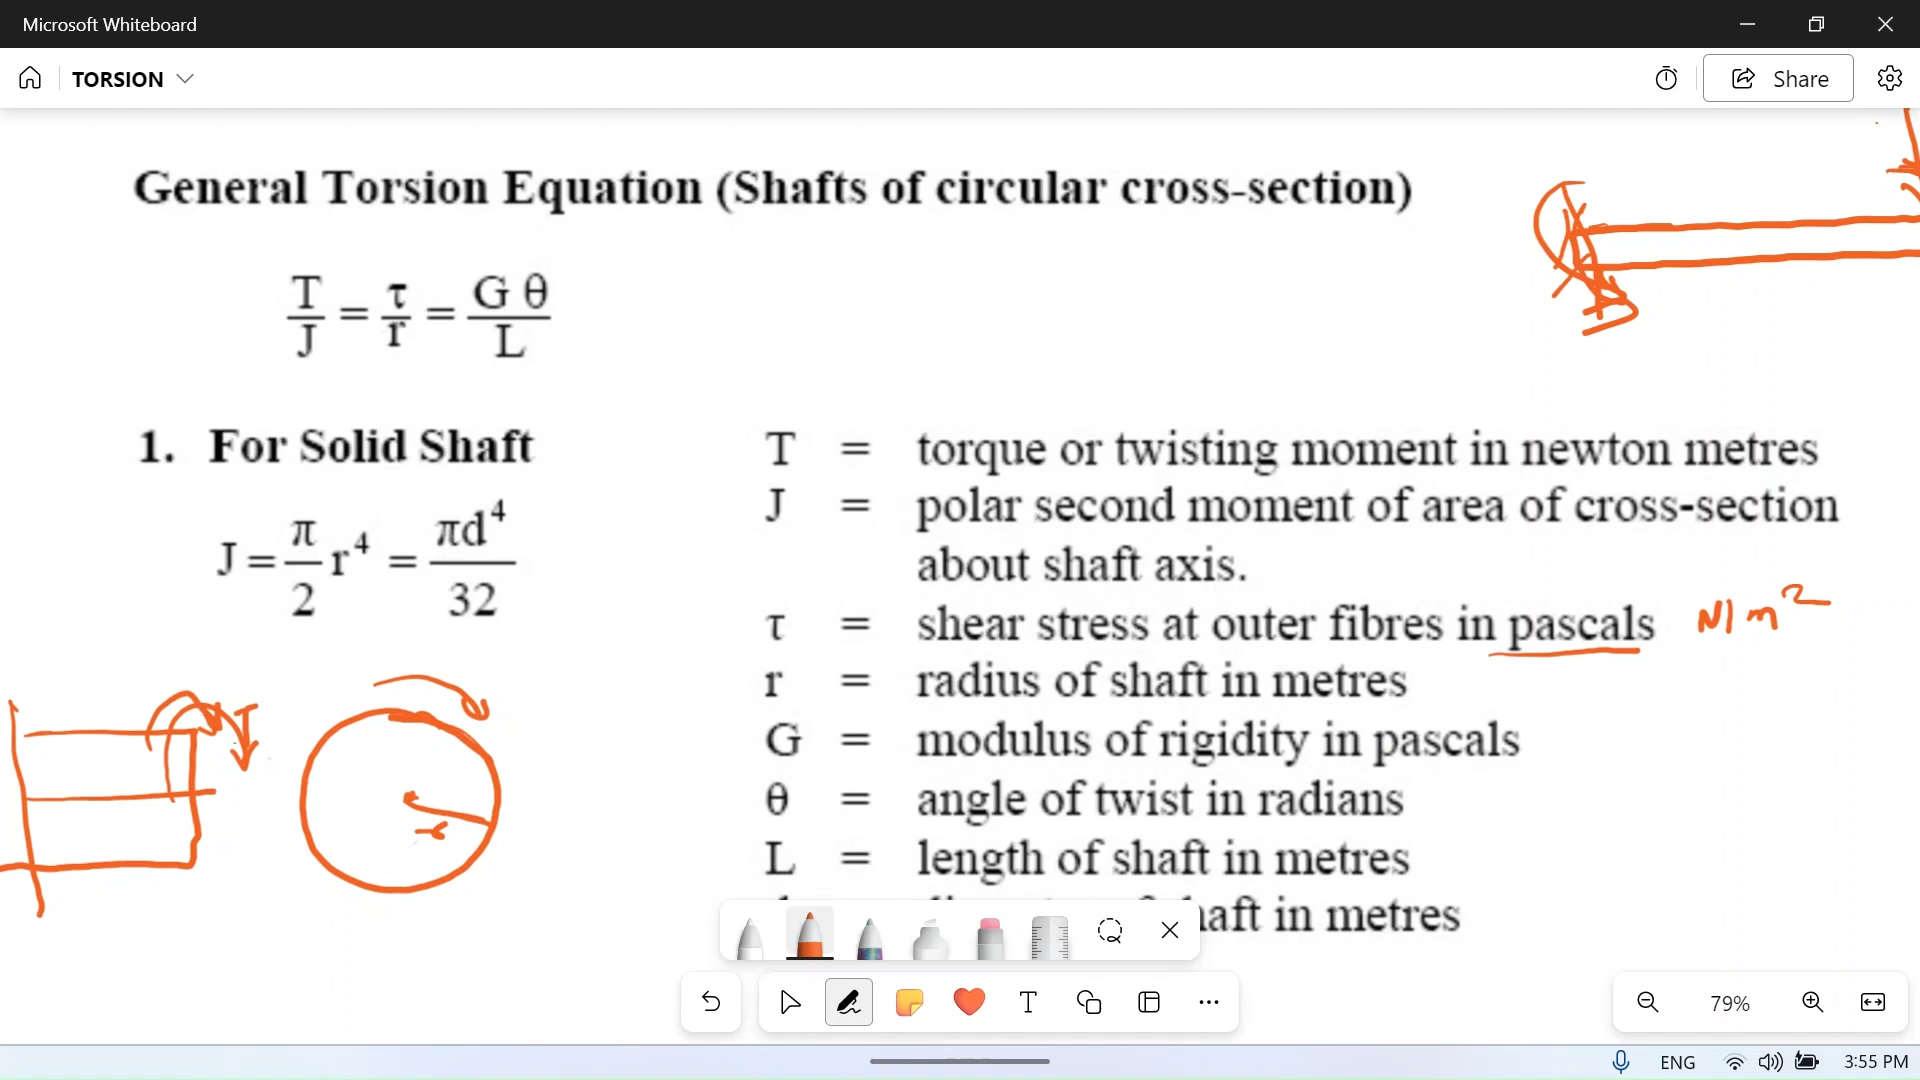 Microsoft Whiteboard
TORSION
Share
General Torsion Equation (Shafts of circular cross-section)
T/J = τ/r = G θ/L
1. For Solid Shaft
J = π/2 r⁴ = πd⁴/32
T = torque or twisting moment in newton metres
J = polar second moment of area of cross-section
about shaft axis.
τ = shear stress at outer fibres in pascals N/m²
r = radius of shaft in metres
G = modulus of rigidity in pascals
θ = angle of twist in radians
L = length of shaft in metres
shaft in metres
T
r
79%
ENG
3:55 PM